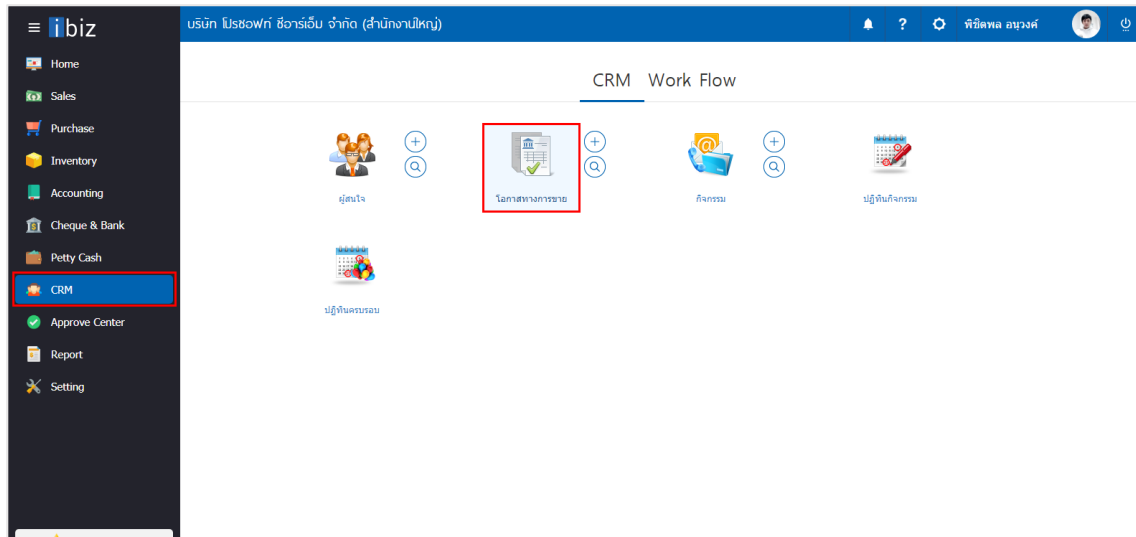 ibiz
บริษัท โปรซอฟท์ ซีอาร์เอ็ม จำกัด (สำนักงานใหญ่)
พิชิตพล อนุวงค์
Home
Sales
Purchase
Inventory
Accounting
Cheque & Bank
Petty Cash
CRM
Approve Center
Report
Setting
CRM Work Flow
ผู้สนใจ
โอกาสทางการขาย
กิจกรรม
ปฏิทินกิจกรรม
ปฏิทินครบรอบ